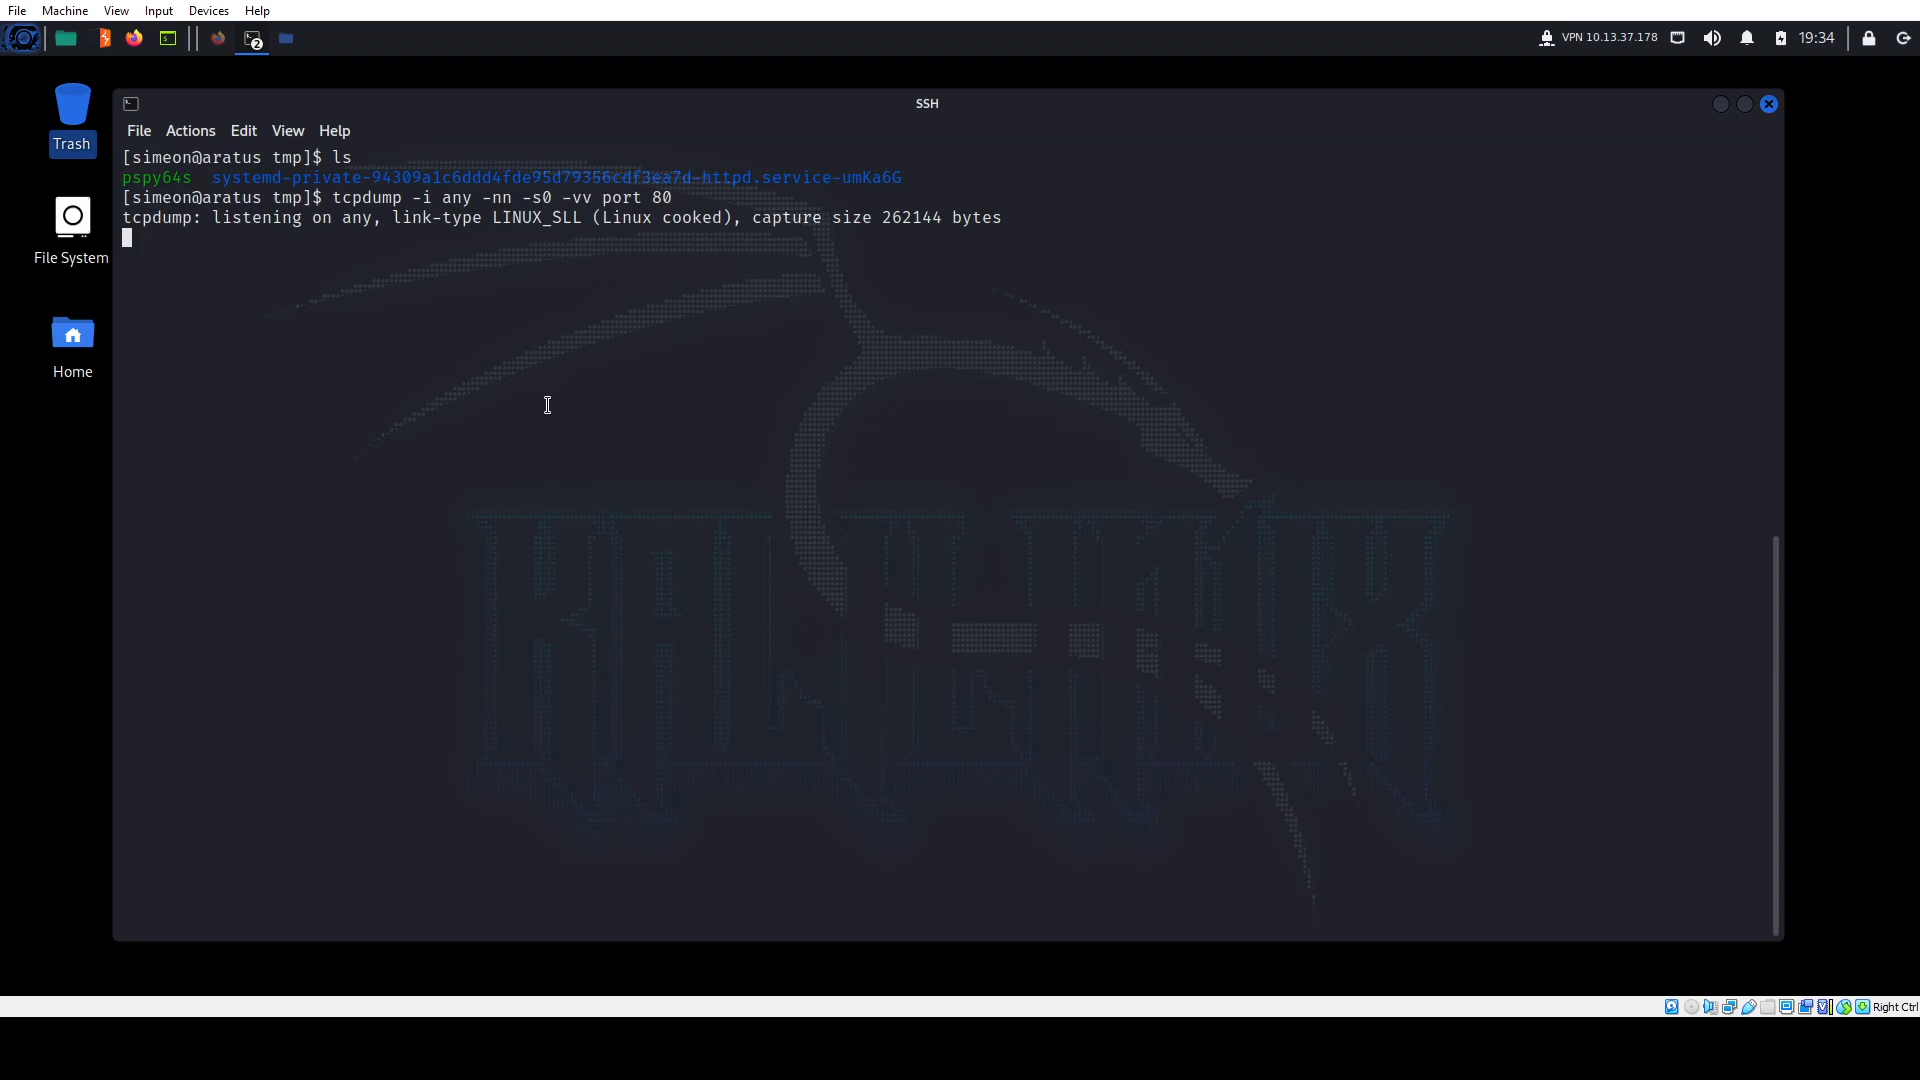 File Machine View Input Devices Help
VPN 10.13.37.178 19:34
2
Trash
File System
Home
SSH
File Actions Edit View Help
[simeon@aratus tmp]$ ls
pspy64s systemd-private-94309a1c6ddd4fde95d79356cdf3ea7d-httpd.service-umKa6G
[simeon@aratus tmp]$ tcpdump -i any -nn -s0 -vv port 80
tcpdump: listening on any, link-type LINUX_SLL (Linux cooked), capture size 262144 bytes
KALI LINUX
Right Ctrl